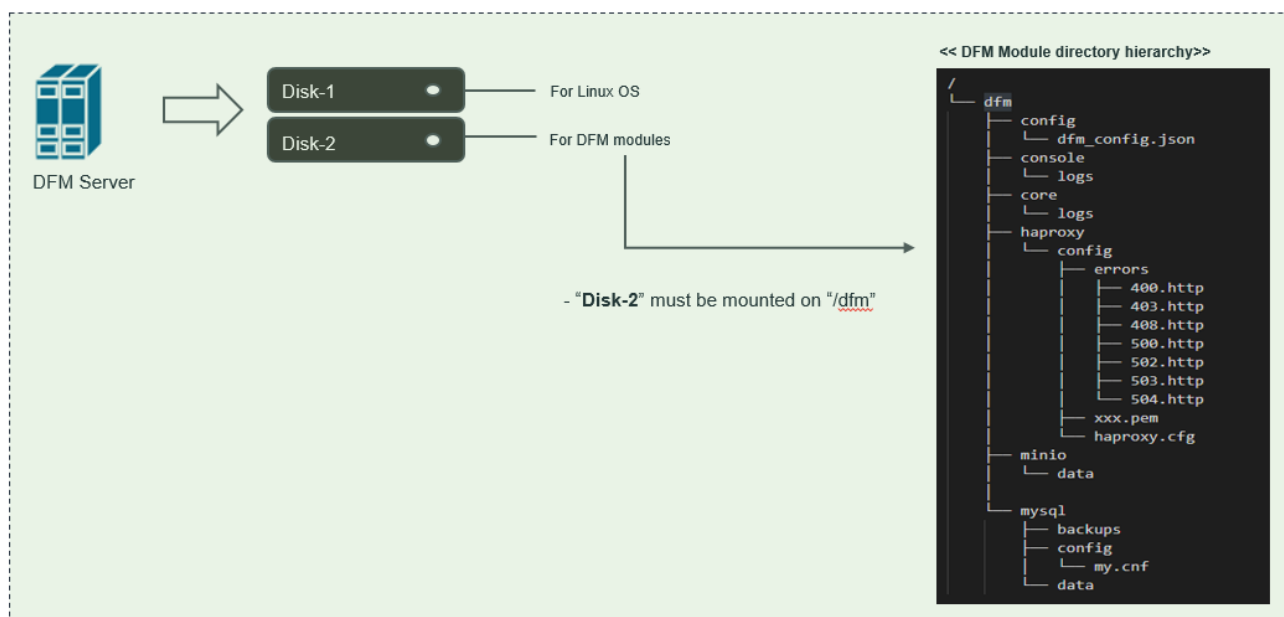 DFM Server
Disk-1
Disk-2
For Linux OS
For DFM modules
- “Disk-2” must be mounted on “/dfm”
<< DFM Module directory hierarchy>>
/
└── dfm
├── config
│ └── dfm_config.json
├── console
│ └── logs
├── core
│ └── logs
├── haproxy
│ └── config
│ ├── errors
│ │ ├── 400.http
│ │ ├── 403.http
│ │ ├── 408.http
│ │ ├── 500.http
│ │ ├── 502.http
│ │ ├── 503.http
│ │ └── 504.http
│ ├── xxx.pem
│ └── haproxy.cfg
├── minio
│ └── data
│
└── mysql
├── backups
├── config
│ └── my.cnf
└── data